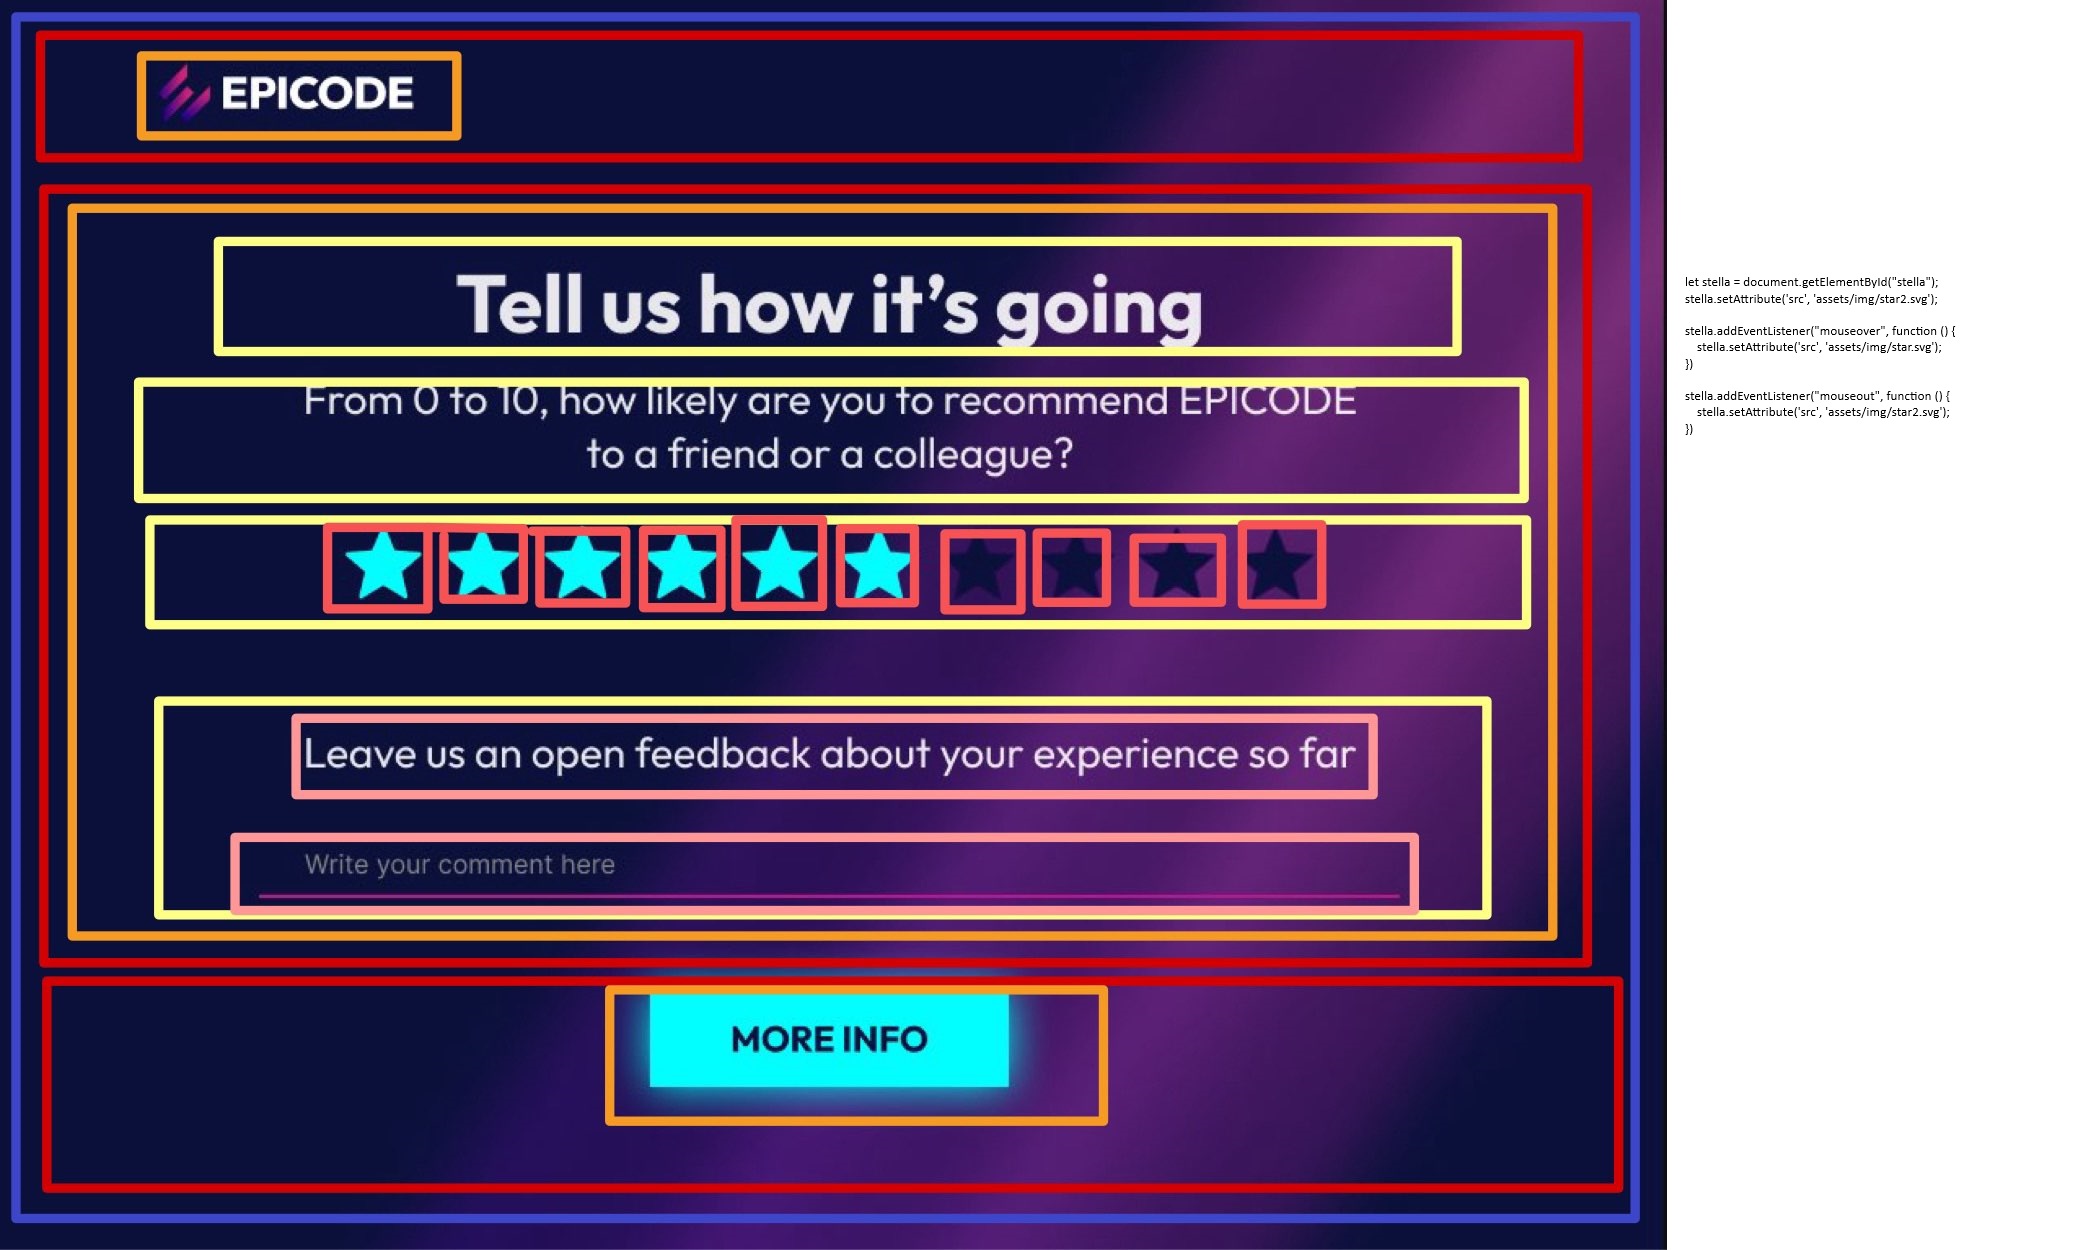 EPICODE
Tell us how it’s going
From 0 to 10, how likely are you to recommend EPICODE
to a friend or a colleague?
Leave us an open feedback about your experience so far
Write your comment here
MORE INFO
let stella = document.getElementById("stella");
stella.setAttribute('src', 'assets/img/star2.svg');
stella.addEventListener("mouseover", function () {
stella.setAttribute('src', 'assets/img/star.svg');
})
stella.addEventListener("mouseout", function () {
stella.setAttribute('src', 'assets/img/star2.svg');
})